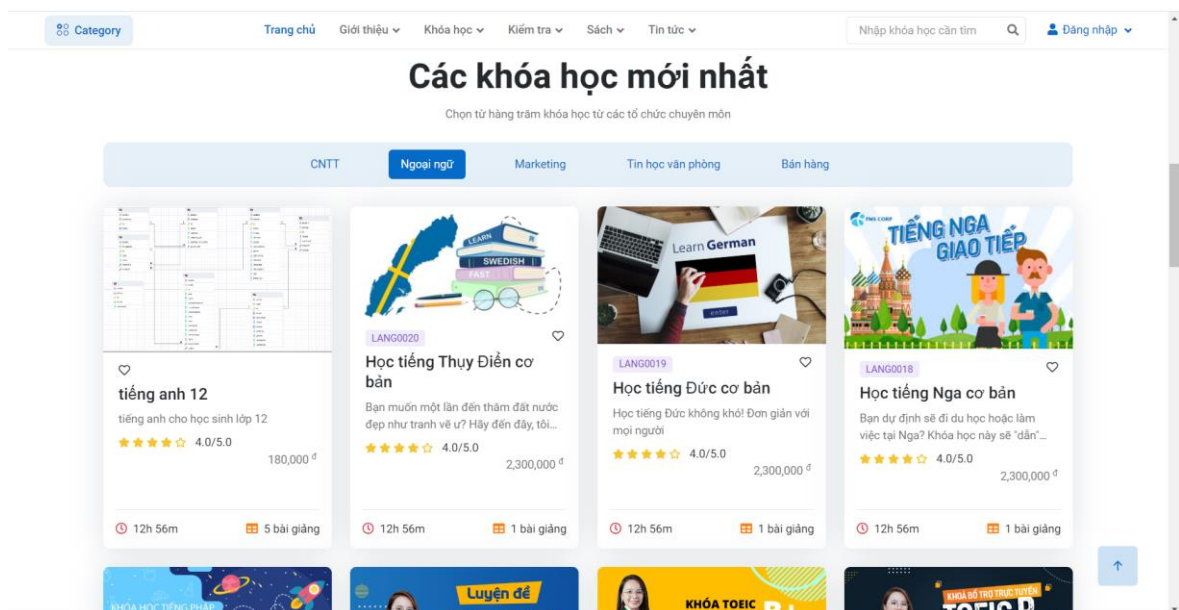 Category
Trang chủ
Giới thiệu
Khóa học
Kiểm tra
Sách
Tin tức
Nhập khóa học cần tìm
Đăng nhập
Các khóa học mới nhất
Chọn từ hàng trăm khóa học từ các tổ chức chuyên môn
CNTT
Ngoại ngữ
Marketing
Tin học văn phòng
Bán hàng
tiếng anh 12
tiếng anh cho học sinh lớp 12
4.0/5.0
180,000 đ
12h 56m
5 bài giảng
LEARN
SWEDISH
FAST
LANG0020
Học tiếng Thụy Điển cơ
bản
Bạn muốn một lần đến thăm đất nước
đẹp như tranh vẽ ư? Hãy đến đây, tôi...
4.0/5.0
2,300,000 đ
12h 56m
1 bài giảng
Learn German
enter
LANG0019
Học tiếng Đức cơ bản
Học tiếng Đức không khó! Đơn giản với
mọi người
4.0/5.0
2,300,000 đ
12h 56m
1 bài giảng
PMS CORP
TIẾNG NGA
GIAO TIẾP
LANG0018
Học tiếng Nga cơ bản
Bạn dự định sẽ đi du học hoặc làm
việc tại Nga? Khóa học này sẽ "dẫn"...
4.0/5.0
2,300,000 đ
12h 56m
1 bài giảng
KHÓA HỌC TIẾNG PHÁP
Luyện đề
KHÓA TOEIC
B+
KHOÁ BỔ TRỢ TRỰC TUYẾN
TOEIC B